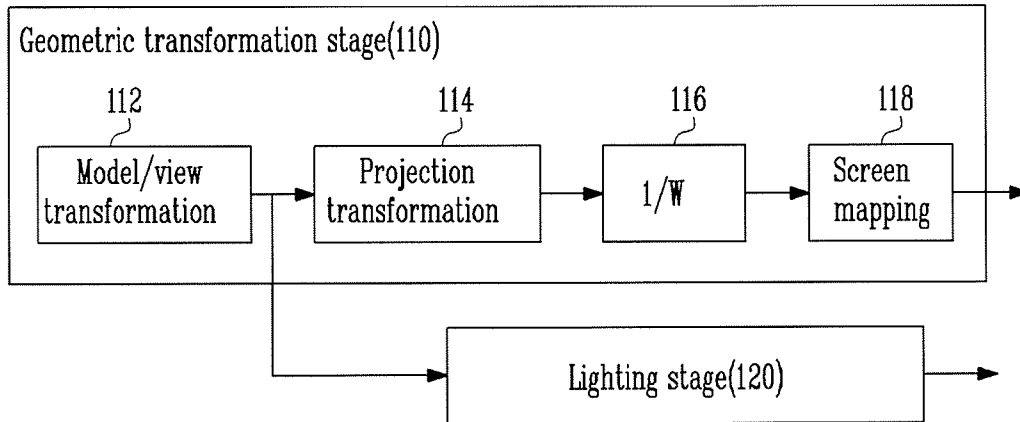 Geometric transformation stage(110)
112
114
116
118
Model/view
transformation
Projection
transformation
1/W
Screen
mapping
Lighting stage(120)